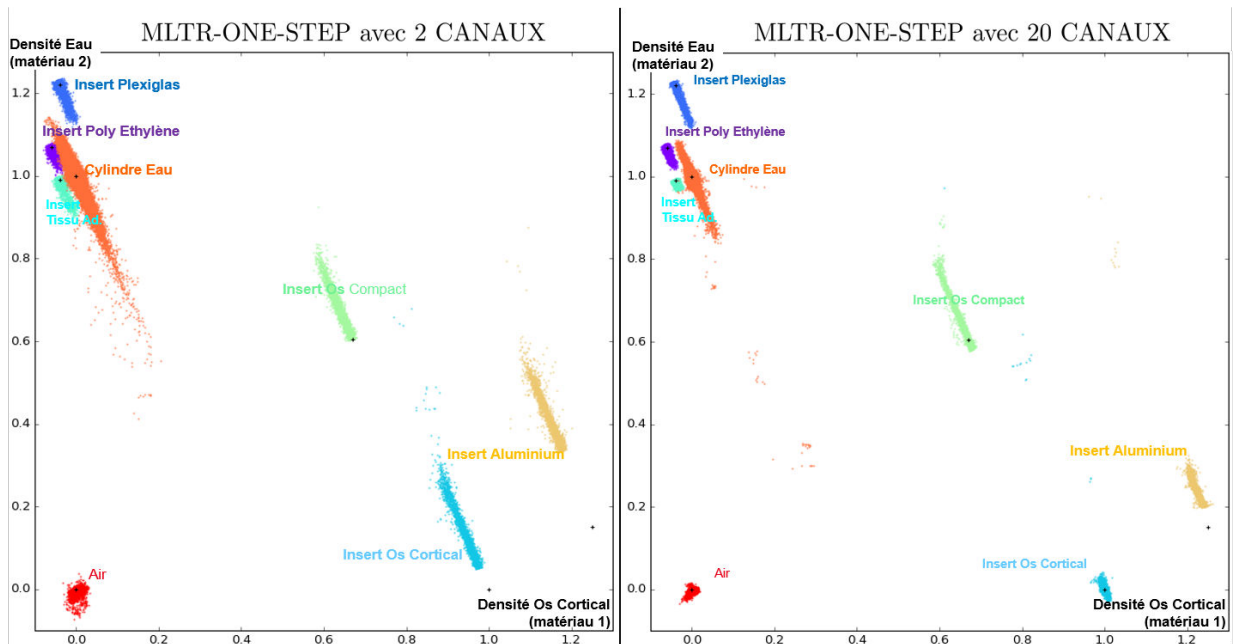 MLTR-ONE-STEP avec 2 CANAUX
Densité Eau
(matériau 2)
1.2
1.0
0.8
0.6
0.4
0.2
0.0
Insert Plexiglas
Insert Poly Ethylène
Cylindre Eau
Insert
Tissu Ad.
Insert Os Compact
Insert Aluminium
Insert Os Cortical
Air
Densité Os Cortical
(matériau 1)
0.0 0.2 0.4 0.6 0.8 1.0 1.2
MLTR-ONE-STEP avec 20 CANAUX
Densité Eau
(matériau 2)
1.2
1.0
0.8
0.6
0.4
0.2
0.0
Insert Plexiglas
Insert Poly Ethylène
Cylindre Eau
Insert
Tissu Ad.
Insert Os Compact
Insert Aluminium
Insert Os Cortical
Air
Densité Os Cortical
(matériau 1)
0.0 0.2 0.4 0.6 0.8 1.0 1.2